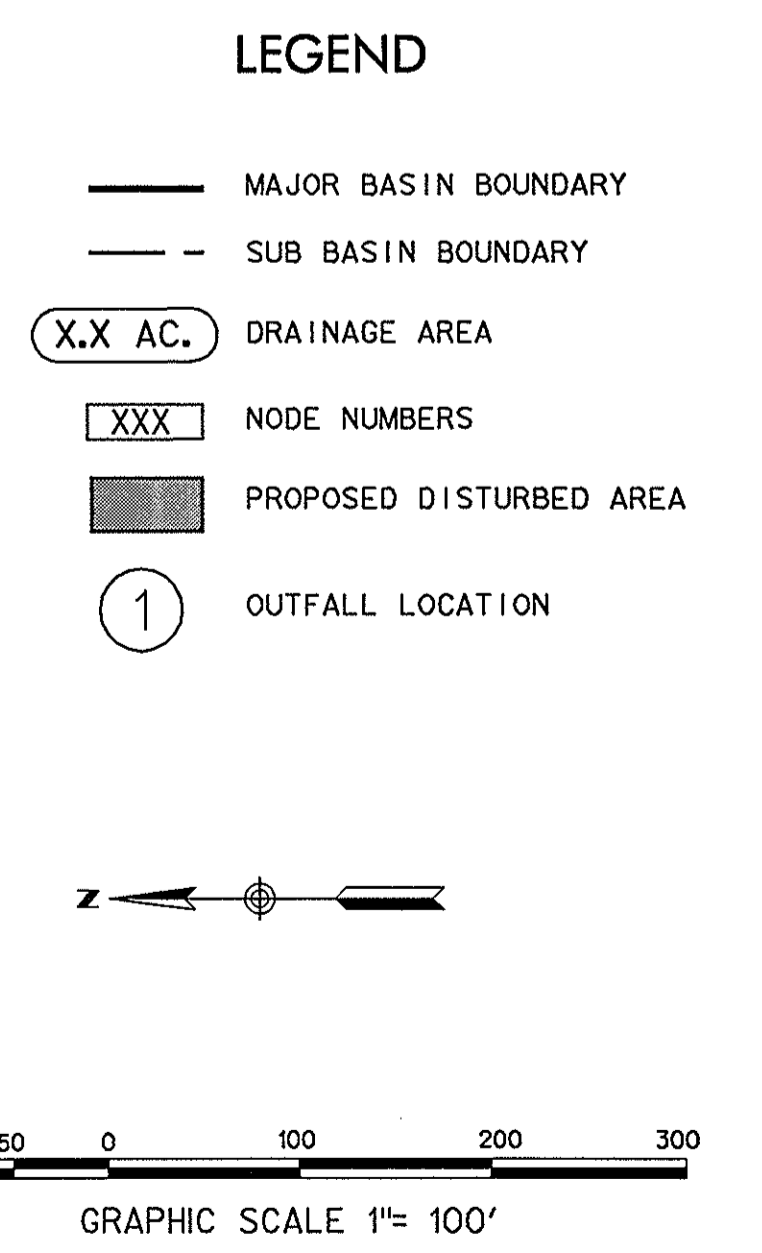 LEGEND
MAJOR BASIN BOUNDARY
SUB BASIN BOUNDARY
X.X AC. DRAINAGE AREA
XXX NODE NUMBERS
PROPOSED DISTURBED AREA
1 OUTFALL LOCATION
N
50 0 100 200 300
GRAPHIC SCALE 1"= 100'